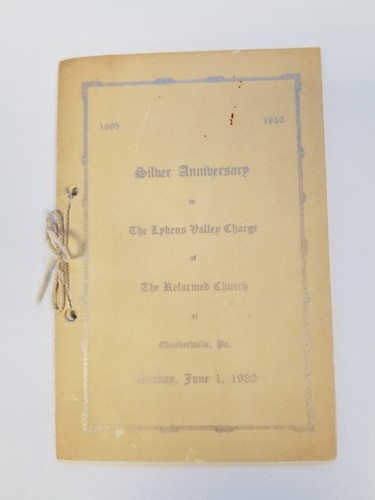 1905 1930
Silver Anniversary
in
The Lykens Valley Charge
of
The Reformed Church
at
Elizabethville, Pa.
Sunday, June 1, 1930